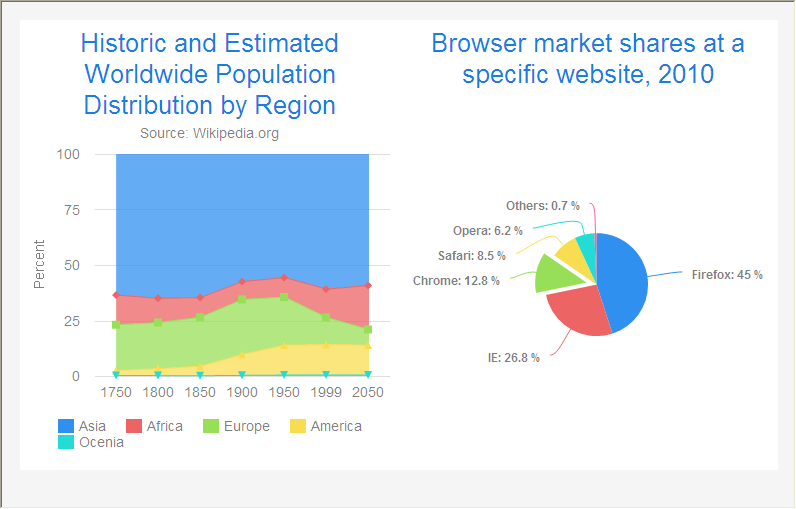 Historic and Estimated
Worldwide Population
Distribution by Region
Source: Wikipedia.org
Percent
100
75
50
25
0
1750 1800 1850 1900 1950 1999 2050
Asia Africa Europe America
Ocenia
Browser market shares at a
specific website, 2010
Others: 0.7 %
Opera: 6.2 %
Safari: 8.5 %
Chrome: 12.8 %
Firefox: 45 %
IE: 26.8 %